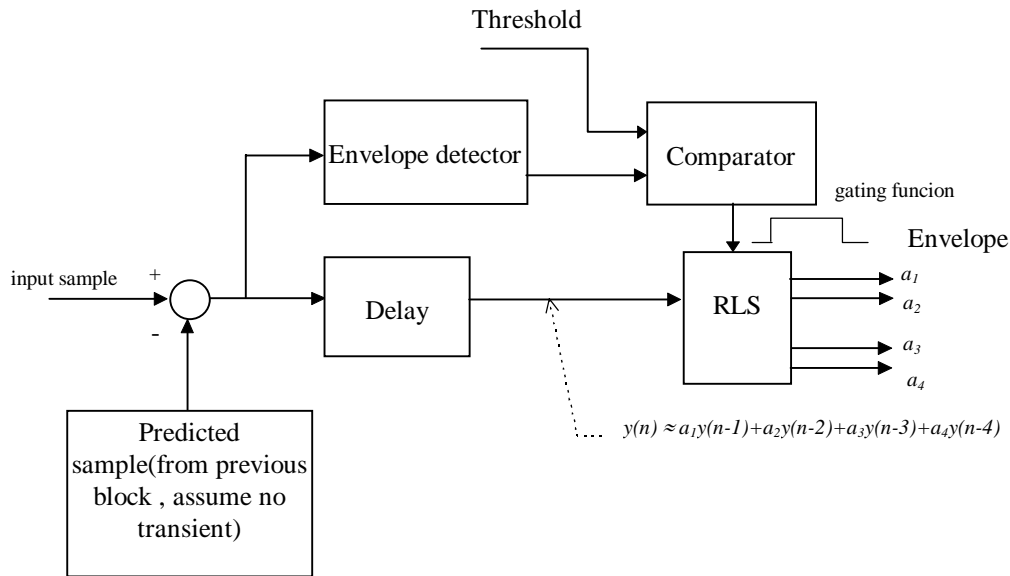 Threshold
Envelope detector
Comparator
gating funcion
Envelope
input sample
+
-
Delay
RLS
a1
a2
a3
a4
y(n) ≈ a1y(n-1)+a2y(n-2)+a3y(n-3)+a4y(n-4)
Predicted
sample(from previous
block , assume no
transient)